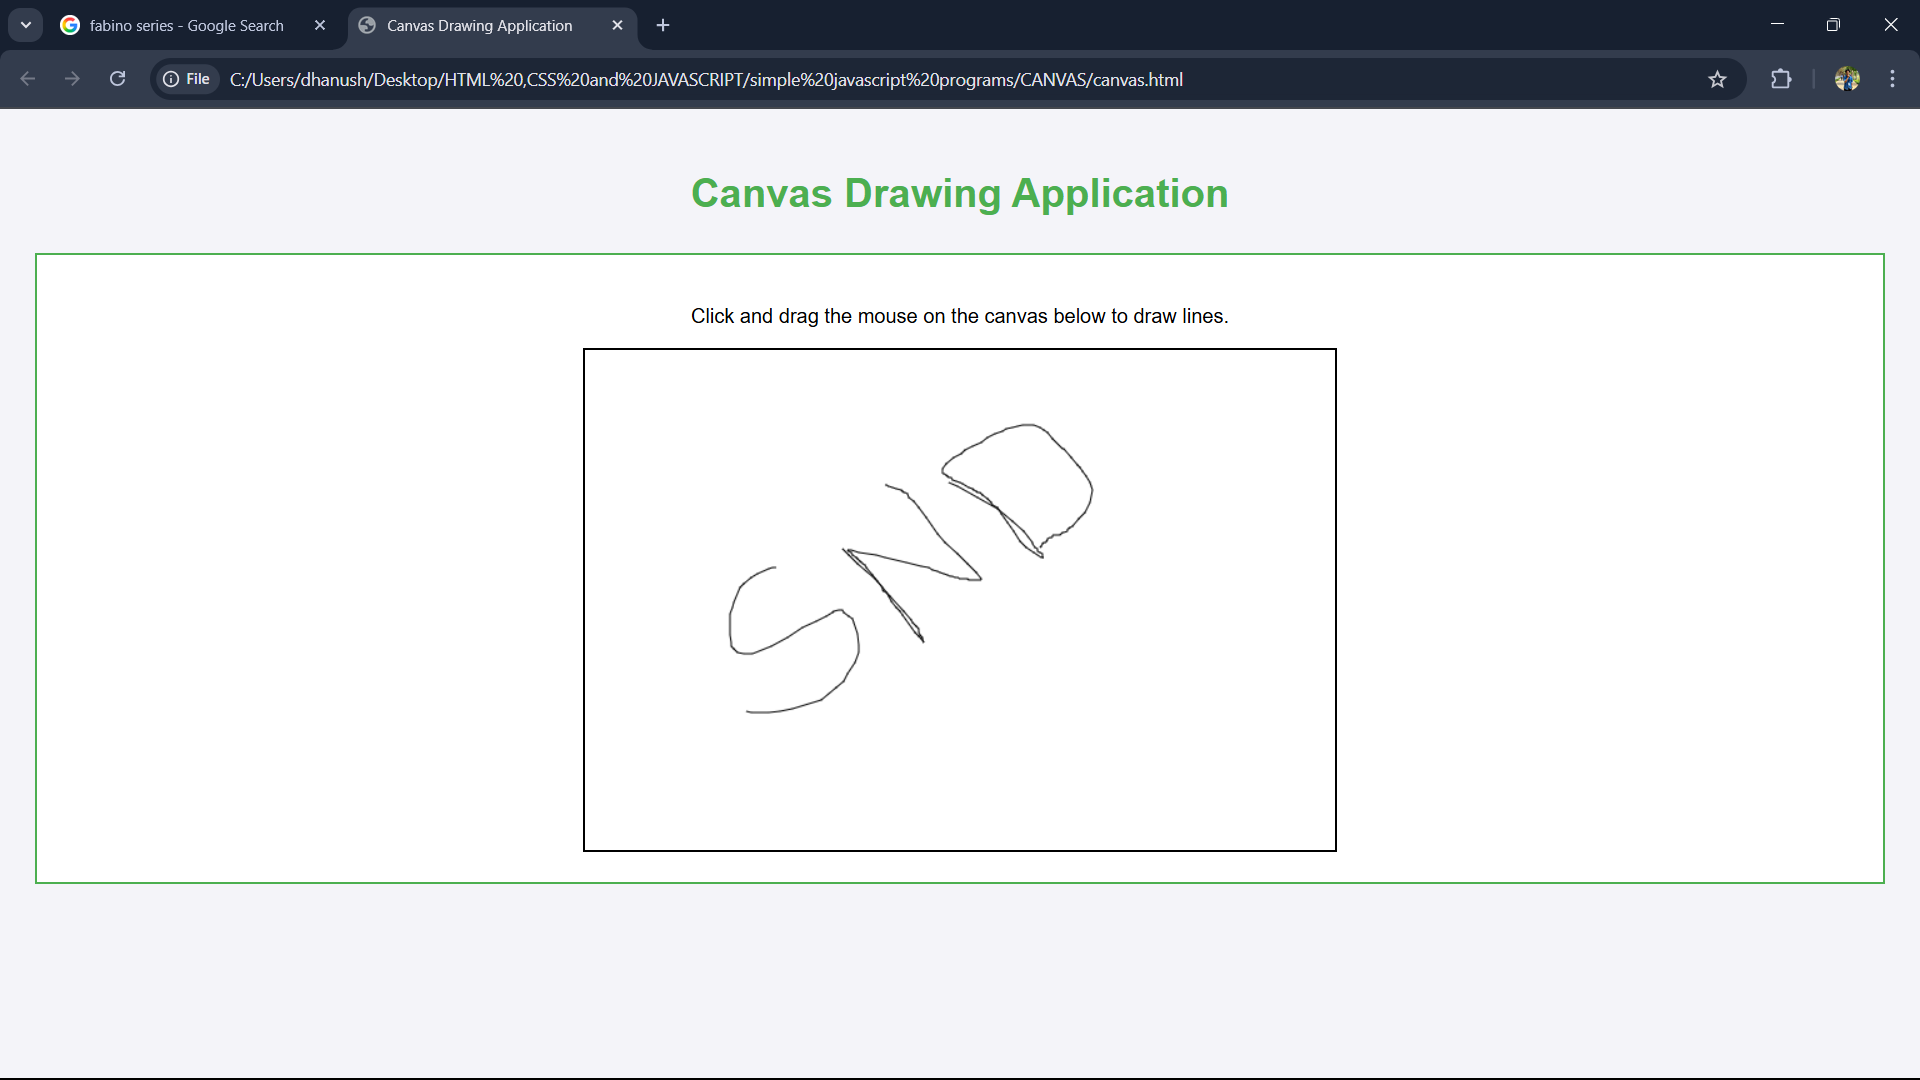 fabino series - Google Search
Canvas Drawing Application
File
C:/Users/dhanush/Desktop/HTML%20,CSS%20and%20JAVASCRIPT/simple%20javascript%20programs/CANVAS/canvas.html
Canvas Drawing Application
Click and drag the mouse on the canvas below to draw lines.
SND